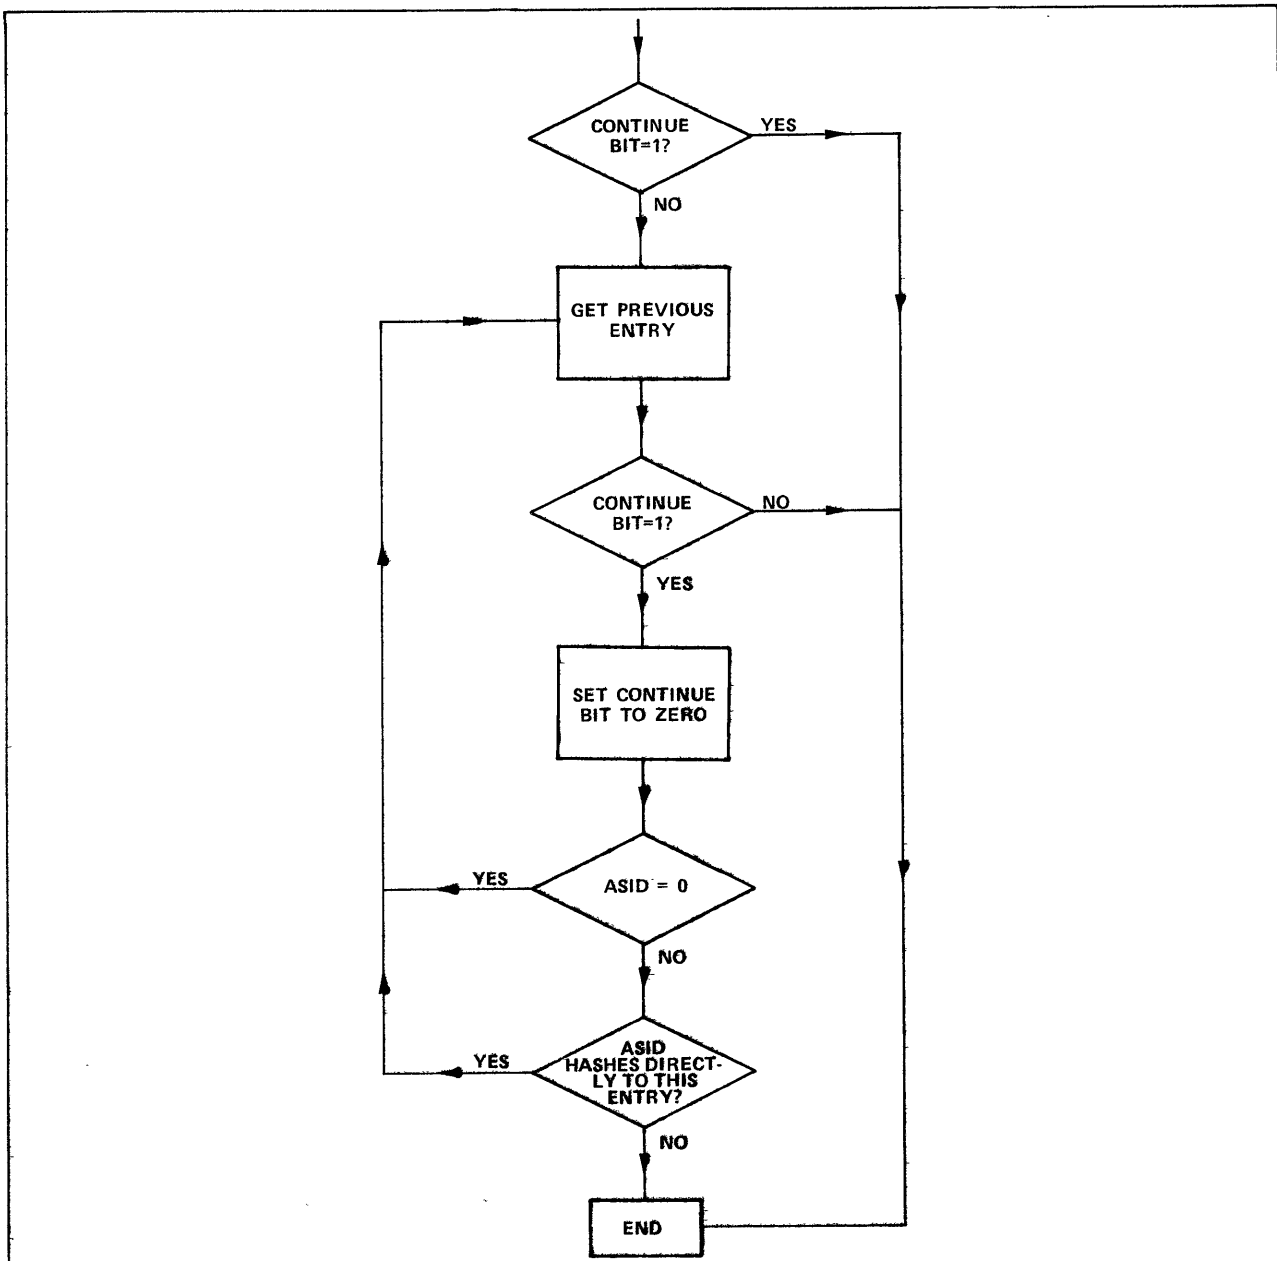 CONTINUE
BIT=1?
YES
NO
GET PREVIOUS
ENTRY
CONTINUE
BIT=1?
NO
YES
SET CONTINUE
BIT TO ZERO
ASID = 0
YES
NO
ASID
HASHES DIRECT-
LY TO THIS
ENTRY?
YES
NO
END